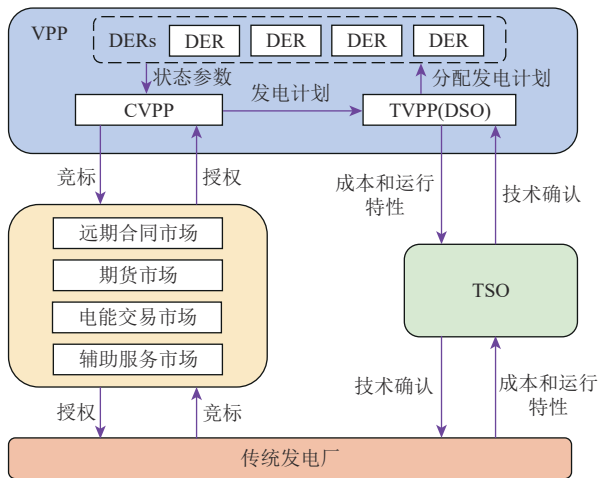 VPP
DERs DER DER DER DER
状态参数
分配发电计划
发电计划
CVPP
TVPP(DSO)
竞标
授权
成本和运行
特性
技术确认
远期合同市场
期货市场
电能交易市场
辅助服务市场
TSO
授权
竞标
技术确认
成本和运行
特性
传统发电厂